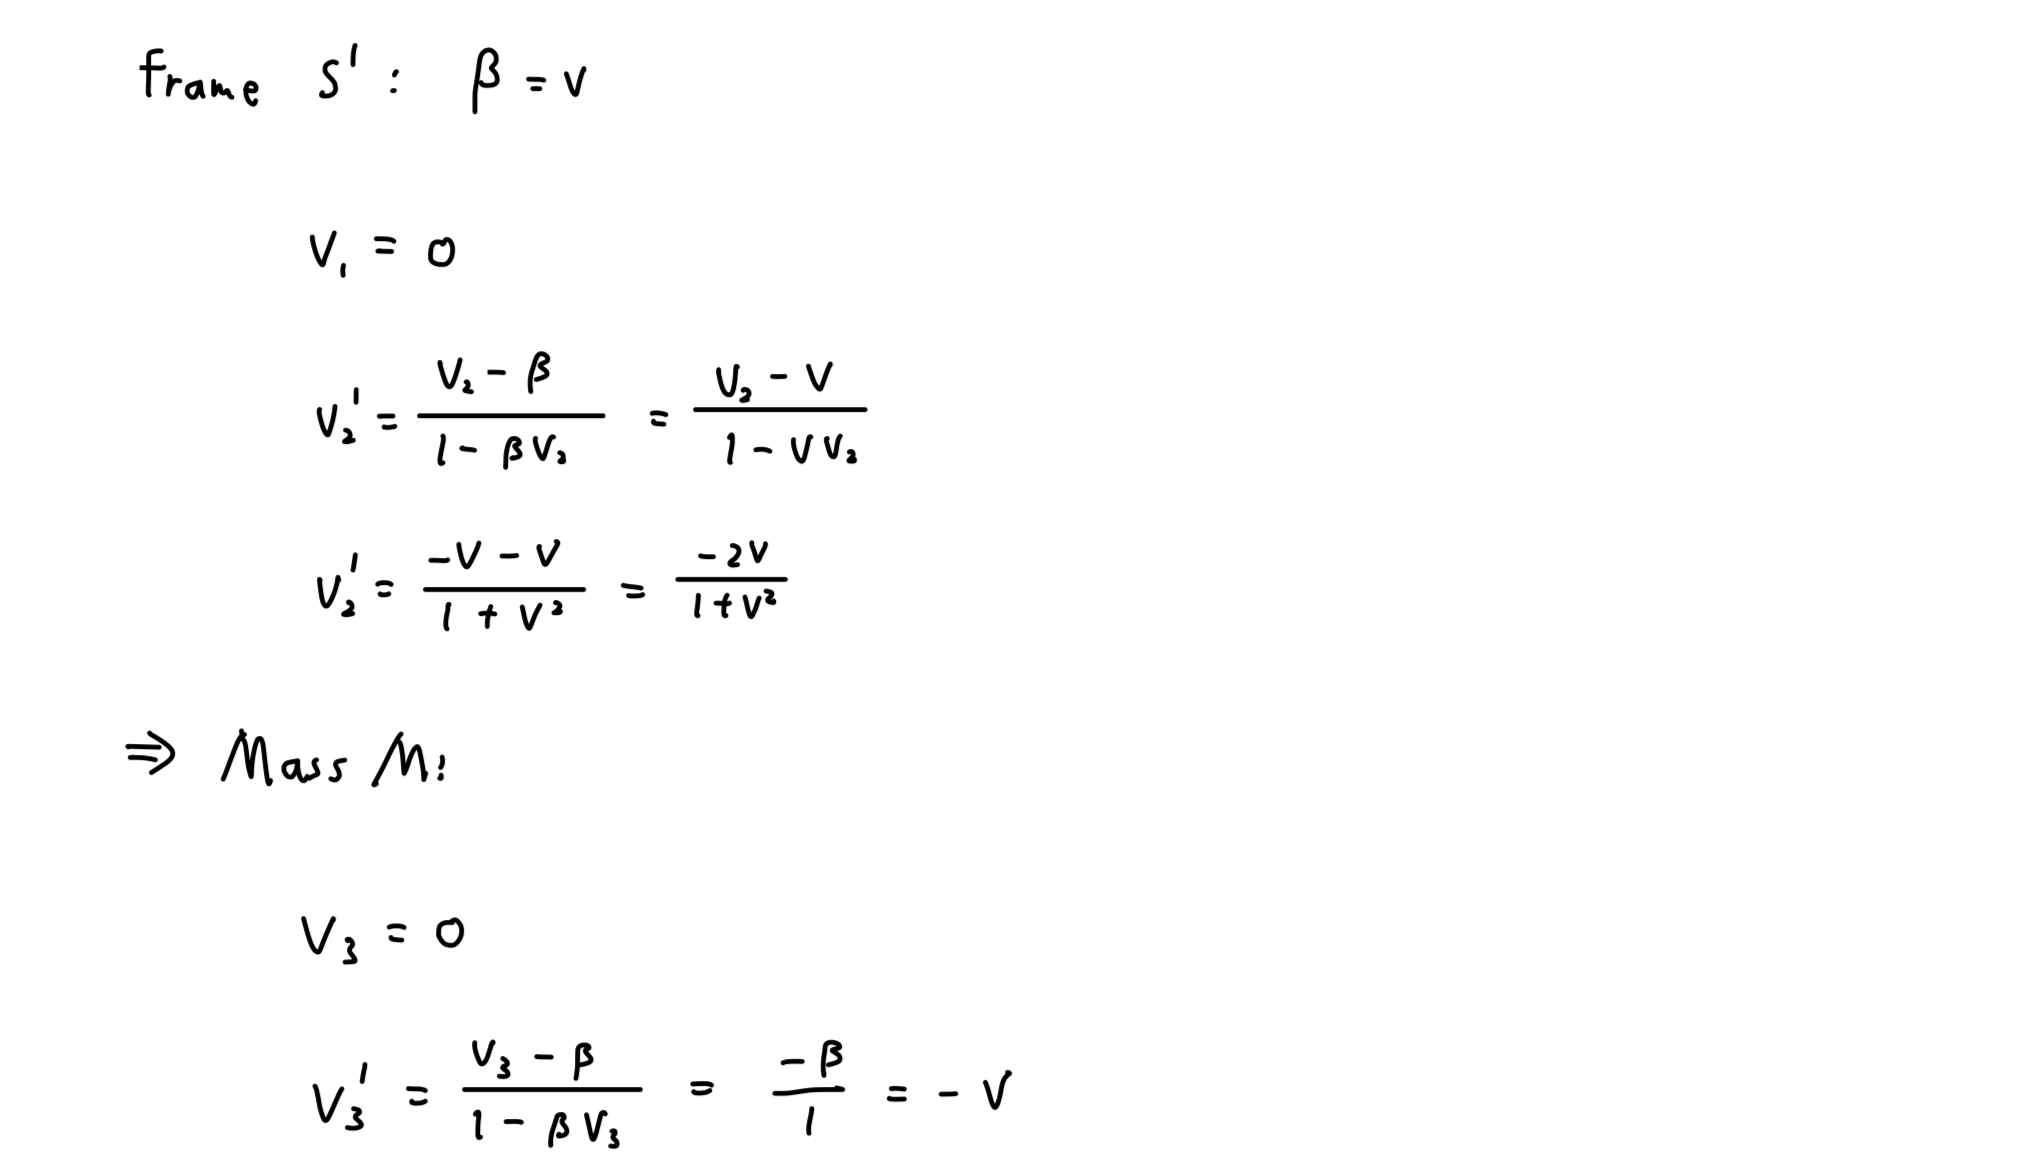 frame S' : β = v
v₁ = 0
v₂' = (v₂ - β)/(1 - βv₂) = (v₂ - v)/(1 - vv₂)
v₂' = (-v - v)/(1 + v²) = (-2v)/(1 + v²)
⇒ Mass M:
v₃ = 0
v₃' = (v₃ - β)/(1 - βv₃) = (-β)/1 = - v